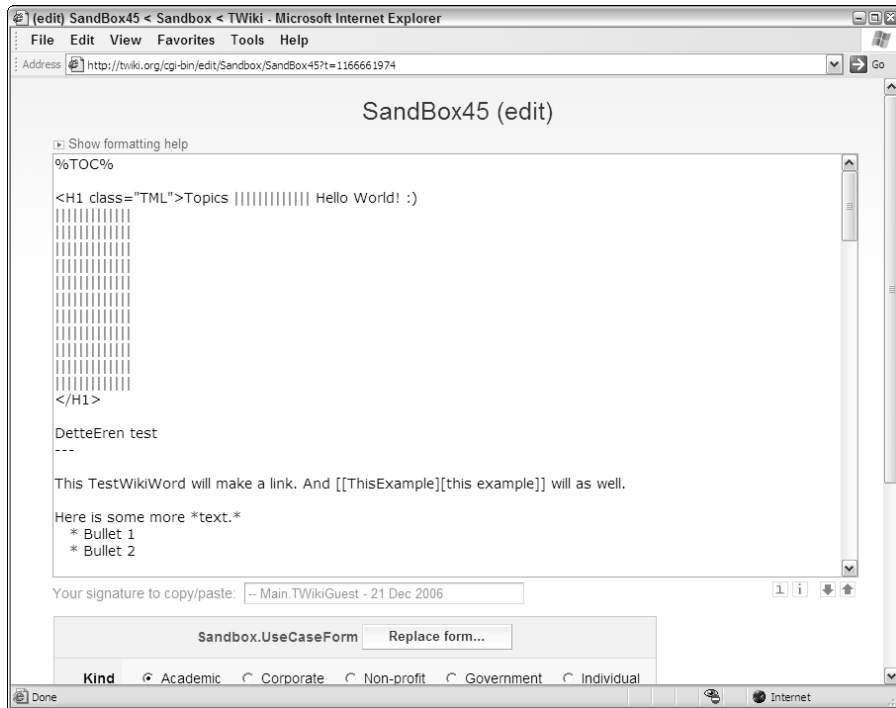 (edit) SandBox45 < Sandbox < TWiki - Microsoft Internet Explorer
File Edit View Favorites Tools Help
Address http://twiki.org/cgi-bin/edit/Sandbox/SandBox45?t=1166661974 Go
SandBox45 (edit)
Show formatting help
%TOC%
<H1 class="TML">Topics ||||||||||||| Hello World! :)
|||||||||||||
|||||||||||||
|||||||||||||
|||||||||||||
|||||||||||||
|||||||||||||
|||||||||||||
|||||||||||||
|||||||||||||
|||||||||||||
|||||||||||||
</H1>
DetteEren test
---
This TestWikiWord will make a link. And [[ThisExample][this example]] will as well.
Here is some more *text.*
* Bullet 1
* Bullet 2
Your signature to copy/paste: -- Main.TWikiGuest - 21 Dec 2006
Sandbox.UseCaseForm Replace form...
Kind Academic Corporate Non-profit Government Individual
Done Internet